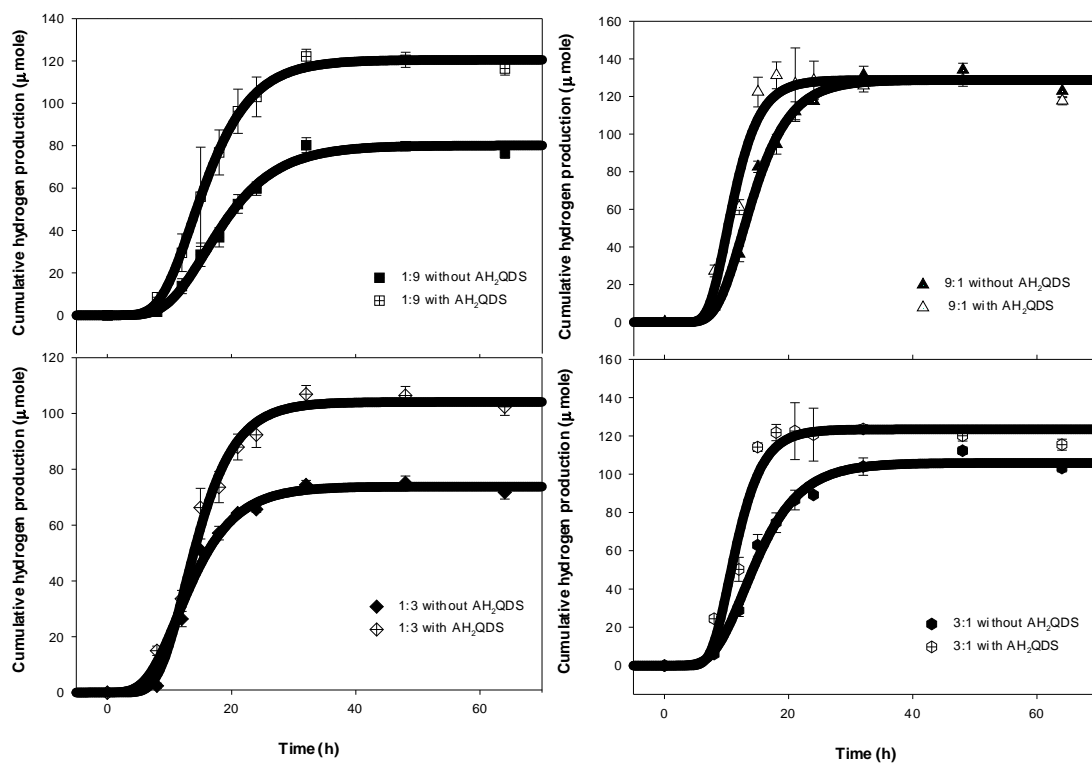 Cumulative hydrogen production (μmole)
140
120
100
80
60
40
20
0
1:9 without AH₂QDS
1:9 with AH₂QDS
Cumulative hydrogen production (μmole)
160
140
120
100
80
60
40
20
0
9:1 without AH₂QDS
9:1 with AH₂QDS
Cumulative hydrogen production (μmole)
120
100
80
60
40
20
0
1:3 without AH₂QDS
1:3 with AH₂QDS
0 20 40 60
Time (h)
Cumulative hydrogen production (μmole)
160
140
120
100
80
60
40
20
0
3:1 without AH₂QDS
3:1 with AH₂QDS
0 20 40 60
Time (h)